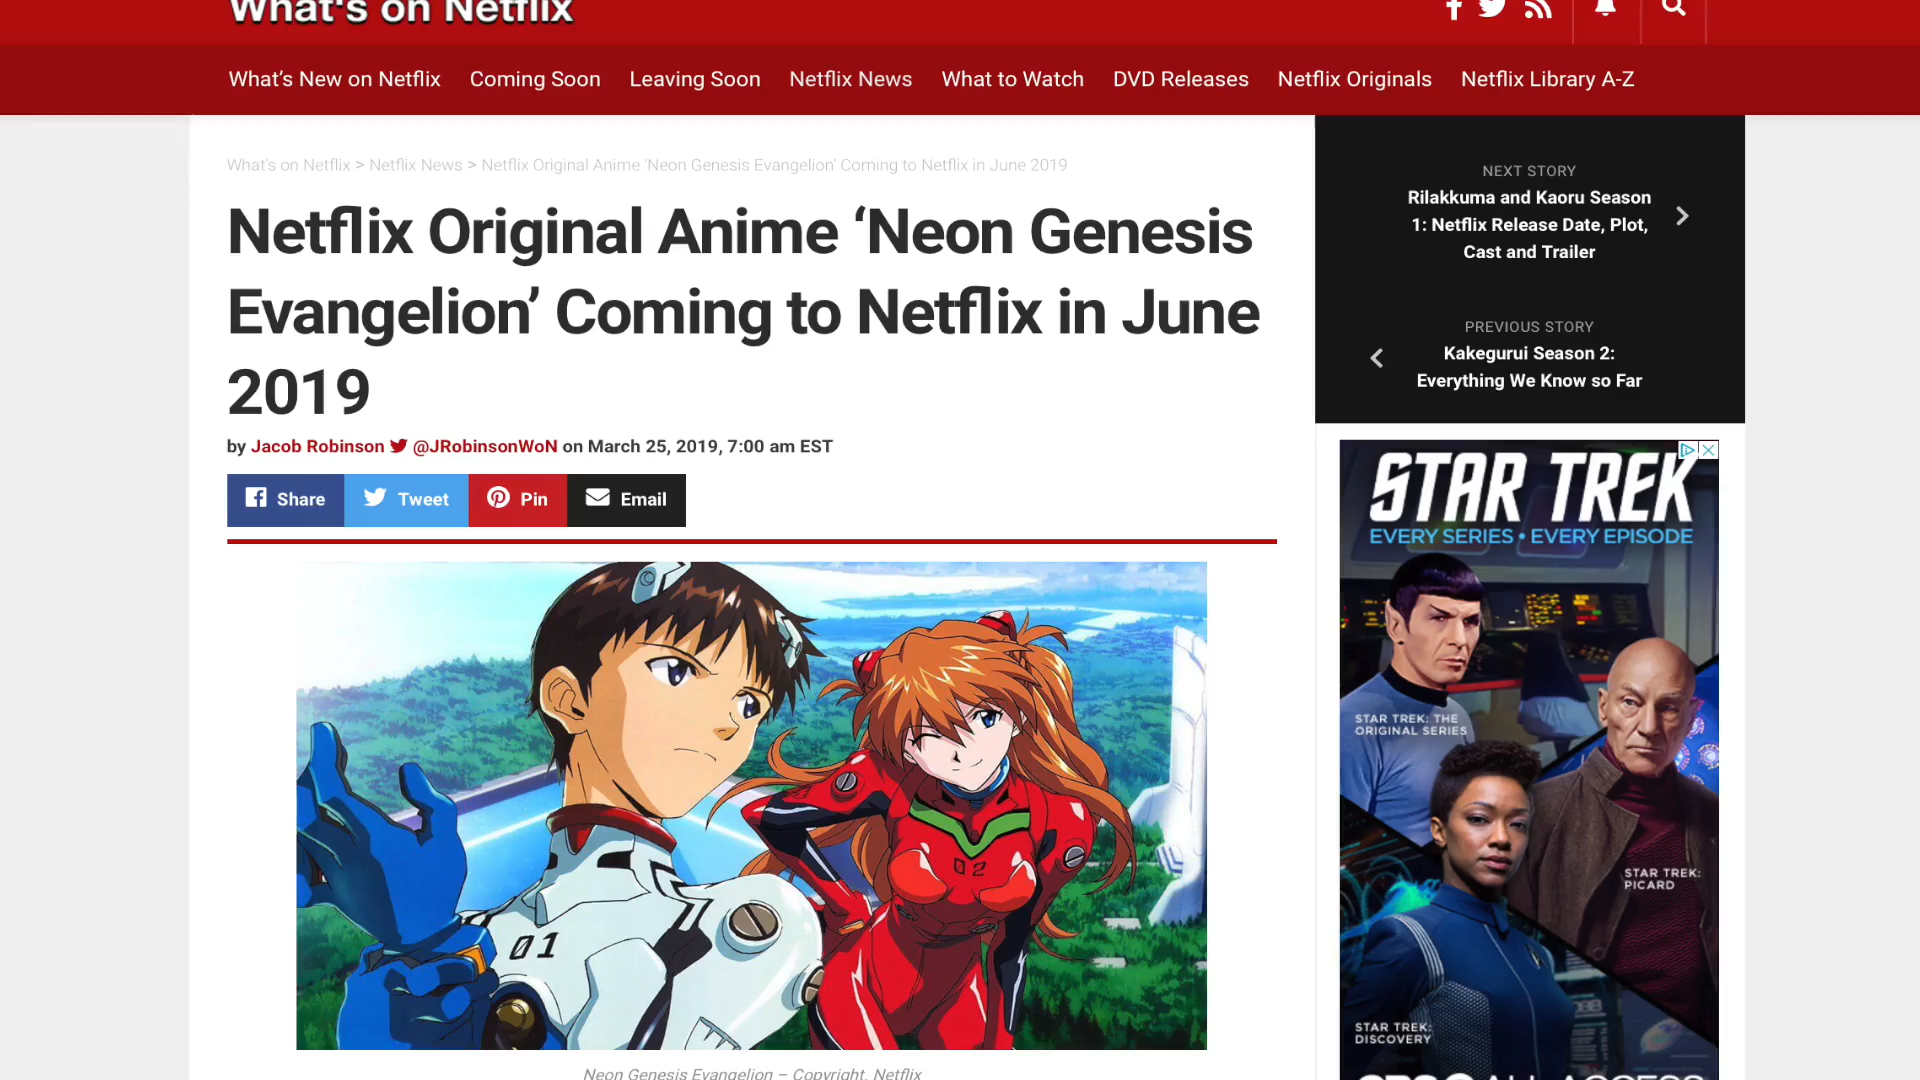 What's on Netflix
What's New on Netflix Coming Soon Leaving Soon Netflix News What to Watch DVD Releases Netflix Originals Netflix Library A-Z
What's on Netflix > Netflix News > Netflix Original Anime 'Neon Genesis Evangelion' Coming to Netflix in June 2019
Netflix Original Anime ‘Neon Genesis
Evangelion’ Coming to Netflix in June
2019
by Jacob Robinson @JRobinsonWoN on March 25, 2019, 7:00 am EST
Share Tweet Pin Email
01
02
Neon Genesis Evangelion – Copyright. Netflix
NEXT STORY
Rilakkuma and Kaoru Season
1: Netflix Release Date, Plot,
Cast and Trailer
PREVIOUS STORY
Kakegurui Season 2:
Everything We Know so Far
STAR TREK
EVERY SERIES • EVERY EPISODE
STAR TREK: THE
ORIGINAL SERIES
STAR TREK:
PICARD
STAR TREK:
DISCOVERY
ALL ACCESS